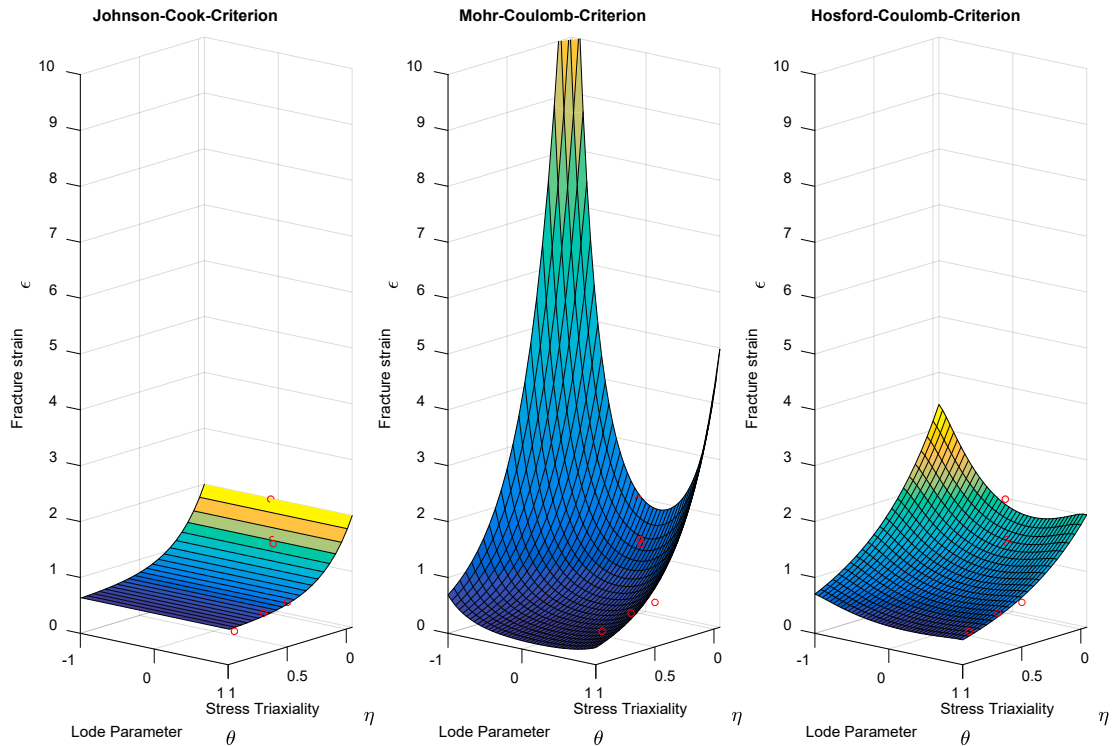 Johnson-Cook-Criterion
10
9
8
7
6
5
4
3
2
1
0
ϵ
Fracture strain
-1
0
1
1
0.5
0
Stress Triaxiality
η
Lode Parameter
θ
Mohr-Coulomb-Criterion
10
9
8
7
6
5
4
3
2
1
0
ϵ
Fracture strain
-1
0
1
1
0.5
0
Stress Triaxiality
η
Lode Parameter
θ
Hosford-Coulomb-Criterion
10
9
8
7
6
5
4
3
2
1
0
ϵ
Fracture strain
-1
0
1
1
0.5
0
Stress Triaxiality
η
Lode Parameter
θ